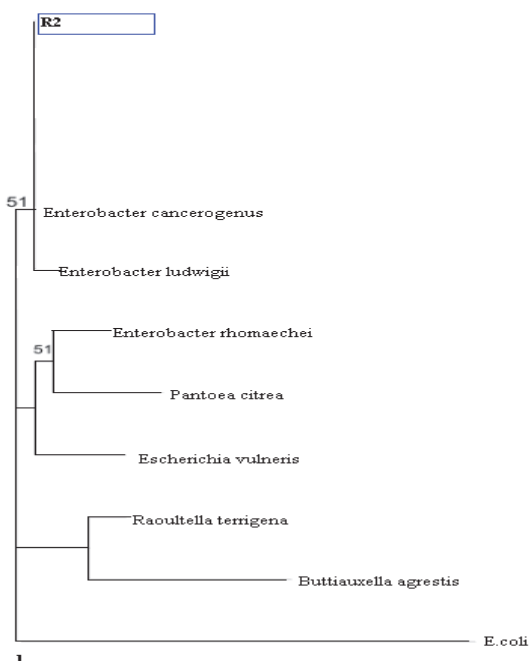 R2
51
Enterobacter cancerogenus
Enterobacter ludwigii
Enterobacter rhomaechei
51
Pantoea citrea
Escherichia vulneris
Raoultella terrigena
Buttiauxella agrestis
E.coli